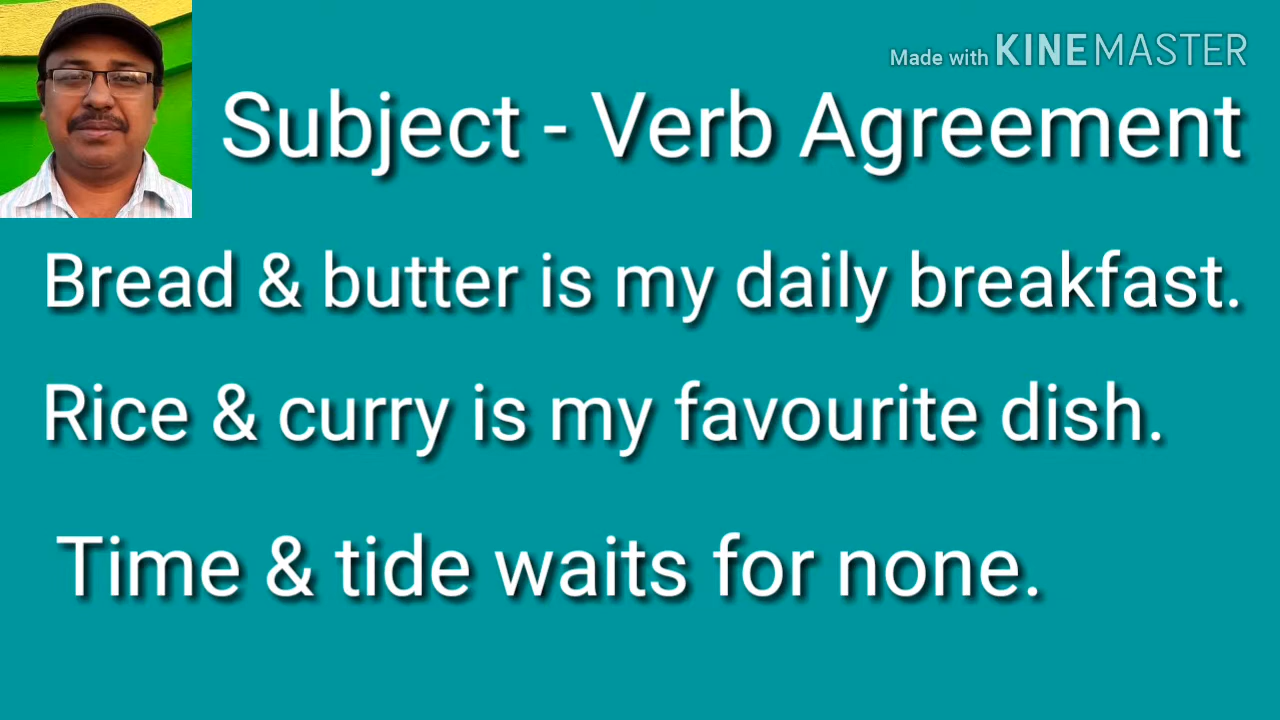 Made with KINEMASTER
Subject - Verb Agreement
Bread & butter is my daily breakfast.
Rice & curry is my favourite dish.
Time & tide waits for none.